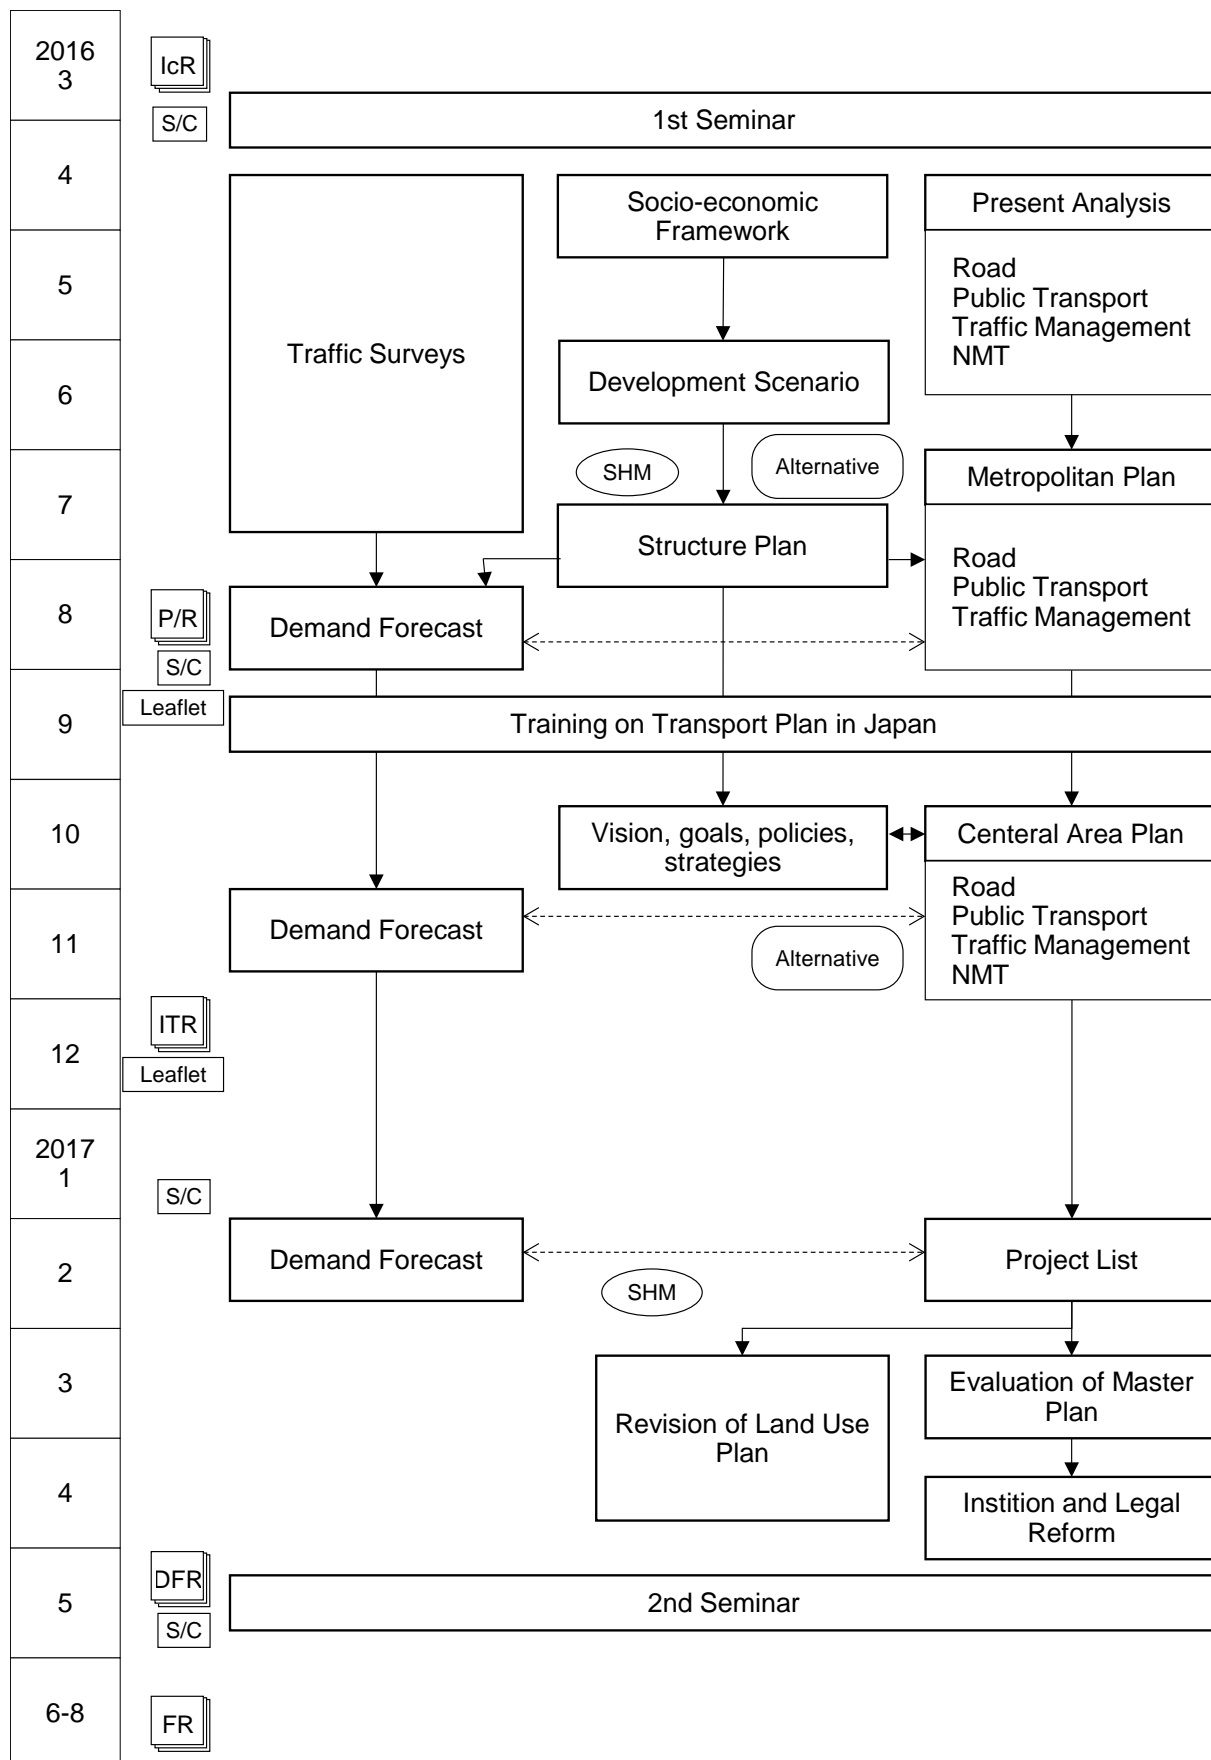 2016
3
IcR
S/C
1st Seminar
4
Socio-economic
Framework
Present Analysis
5
Road
Public Transport
Traffic Management
NMT
Traffic Surveys
6
Development Scenario
SHM
Alternative
Metropolitan Plan
7
Structure Plan
Road
Public Transport
Traffic Management
8
P/R
S/C
Demand Forecast
Leaflet
9
Training on Transport Plan in Japan
10
Vision, goals, policies,
strategies
Centeral Area Plan
Road
Public Transport
Traffic Management
NMT
11
Demand Forecast
Alternative
ITR
12
Leaflet
2017
1
S/C
2
Demand Forecast
SHM
Project List
3
Revision of Land Use
Plan
Evaluation of Master
Plan
4
Instition and Legal
Reform
DFR
5
S/C
2nd Seminar
6-8
FR